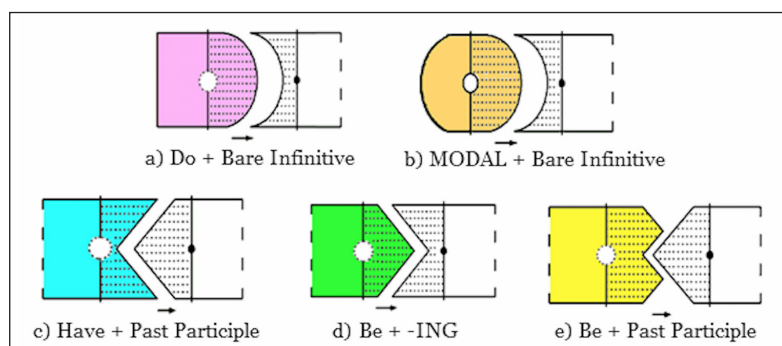 a) Do + Bare Infinitive
b) MODAL + Bare Infinitive
c) Have + Past Participle
d) Be + -ING
e) Be + Past Participle